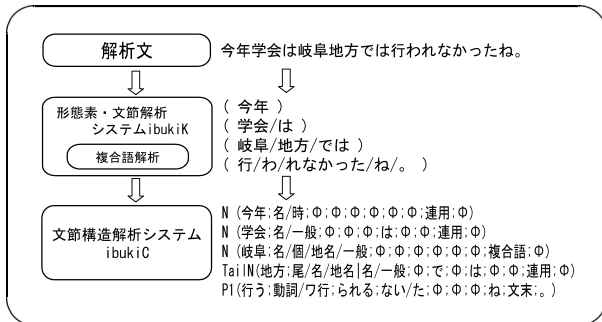 解析文
今年学会は岐阜地方では行われなかったね。
形態素・文節解析
システムibukiK
複合語解析
( 今年 )
( 学会/は )
( 岐阜/地方/では )
( 行/わ/れなかった/ね/。 )
文節構造解析システム
ibukiC
N (今年;名/時;Φ;Φ;Φ;Φ;Φ;Φ;連用;Φ)
N (学会;名/一般;Φ;Φ;Φ;は;Φ;Φ;連用;Φ)
N (岐阜;名/個/地名/一般;Φ;Φ;Φ;Φ;Φ;Φ;複合語;Φ)
TailN(地方;尾/名/地名|名/一般;Φ;で;Φ;は;Φ;Φ;連用;Φ)
P1(行う;動詞/ワ行;られる;ない/た;Φ;Φ;Φ;ね;文末;。)